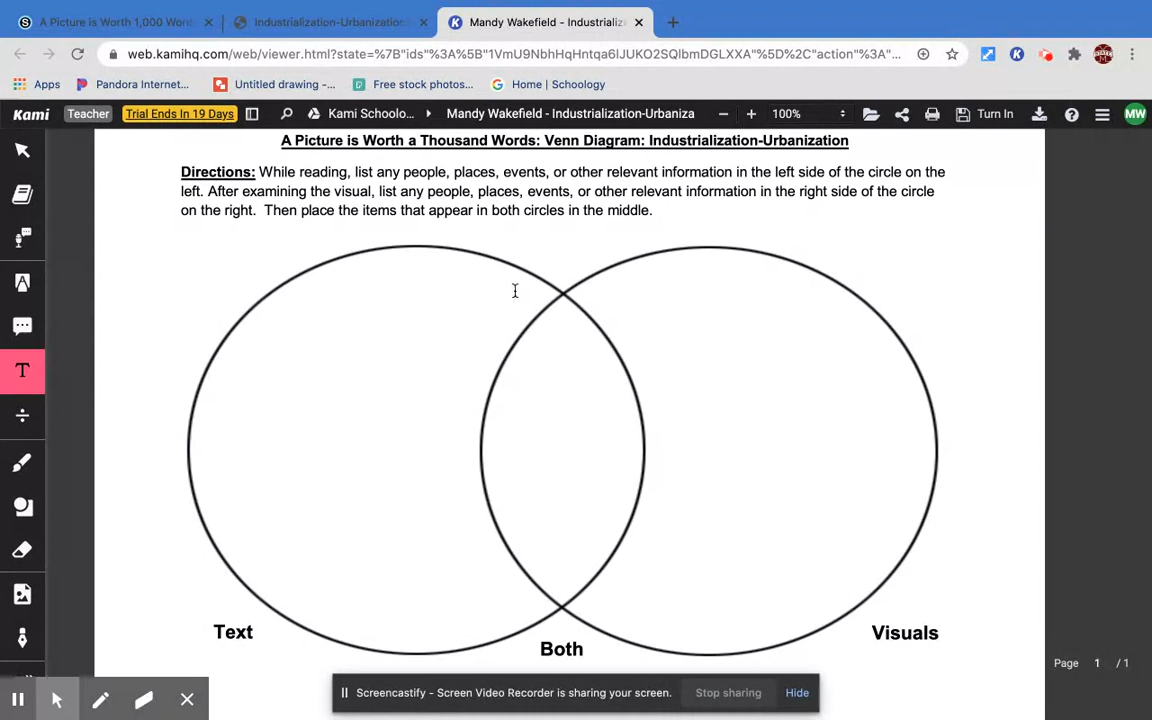 A Picture is Worth 1,000 Word
Industrialization-Urbanization
Mandy Wakefield - Industrializ
web.kamihq.com/web/viewer.html?state=%7B"ids"%3A%5B"1VmU9NbhHqHntqa6lJUKO2SQlbmDGLXXA"%5D%2C"action"%3A"...
Apps
Pandora Internet...
Untitled drawing -...
Free stock photos...
Home | Schoology
Kami
Teacher
Trial Ends In 19 Days
Kami Schoolo...
Mandy Wakefield - Industrialization-Urbaniza
100%
Turn In
MW
A Picture is Worth a Thousand Words: Venn Diagram: Industrialization-Urbanization
Directions: While reading, list any people, places, events, or other relevant information in the left side of the circle on the
left. After examining the visual, list any people, places, events, or other relevant information in the right side of the circle
on the right. Then place the items that appear in both circles in the middle.
Text
Both
Visuals
Page 1 / 1
Screencastify - Screen Video Recorder is sharing your screen.
Stop sharing
Hide